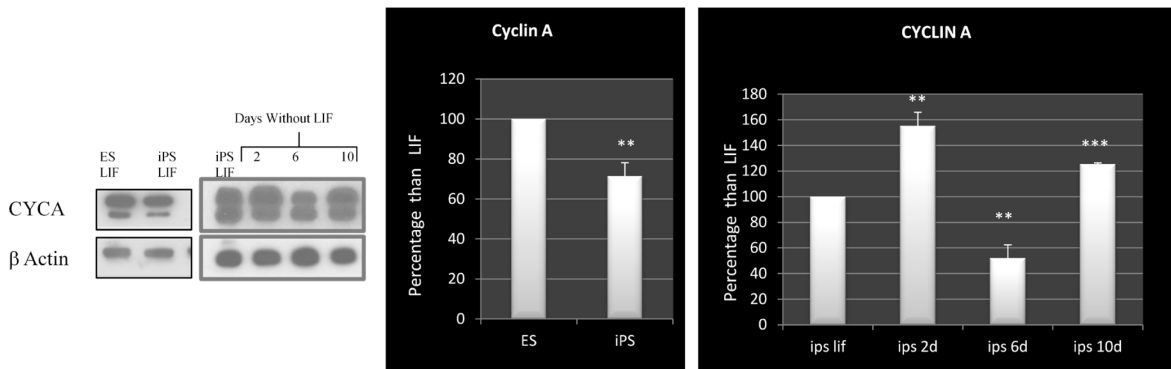 Days Without LIF
ES
LIF
iPS
LIF
iPS
LIF
2
6
10
CYCA
β Actin
Cyclin A
Percentage than LIF
120
100
80
60
40
20
0
**
ES
iPS
CYCLIN A
Percentage than LIF
180
160
140
120
100
80
60
40
20
0
**
**
***
ips lif
ips 2d
ips 6d
ips 10d